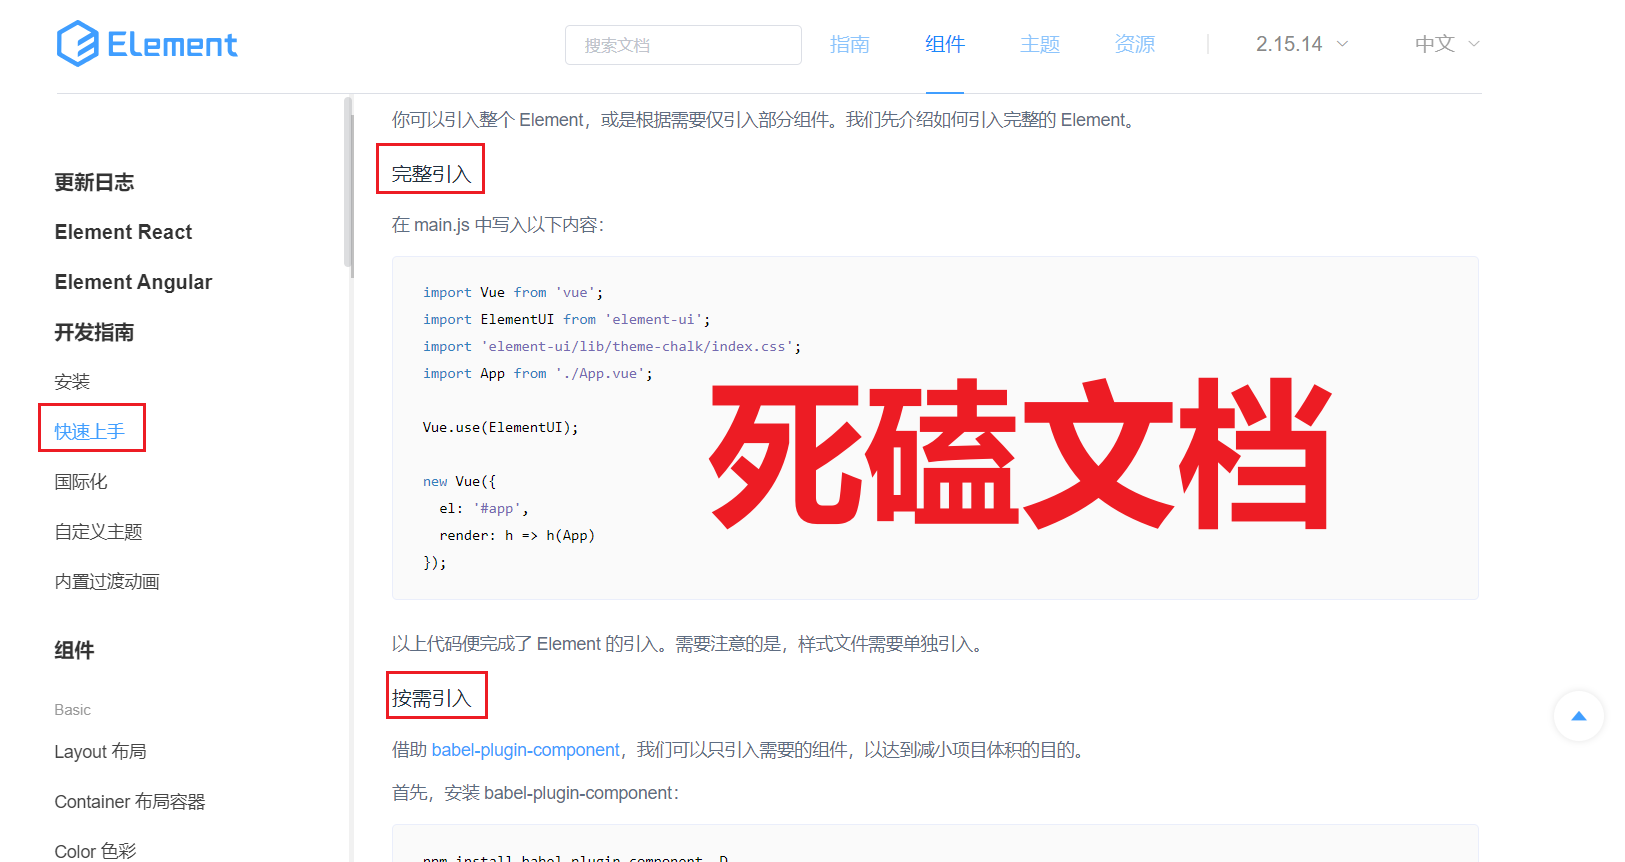 Element
搜索文档
指南
组件
主题
资源
2.15.14
中文
更新日志
Element React
Element Angular
开发指南
安装
快速上手
国际化
自定义主题
内置过渡动画
组件
Basic
Layout 布局
Container 布局容器
Color 色彩
你可以引入整个 Element，或是根据需要仅引入部分组件。我们先介绍如何引入完整的 Element。
完整引入
在 main.js 中写入以下内容：
import Vue from 'vue';
import ElementUI from 'element-ui';
import 'element-ui/lib/theme-chalk/index.css';
import App from './App.vue';
Vue.use(ElementUI);
new Vue({
  el: '#app',
  render: h => h(App)
});
死磕文档
以上代码便完成了 Element 的引入。需要注意的是，样式文件需要单独引入。
按需引入
借助 babel-plugin-component，我们可以只引入需要的组件，以达到减小项目体积的目的。
首先，安装 babel-plugin-component：
npm install babel-plugin-component -D